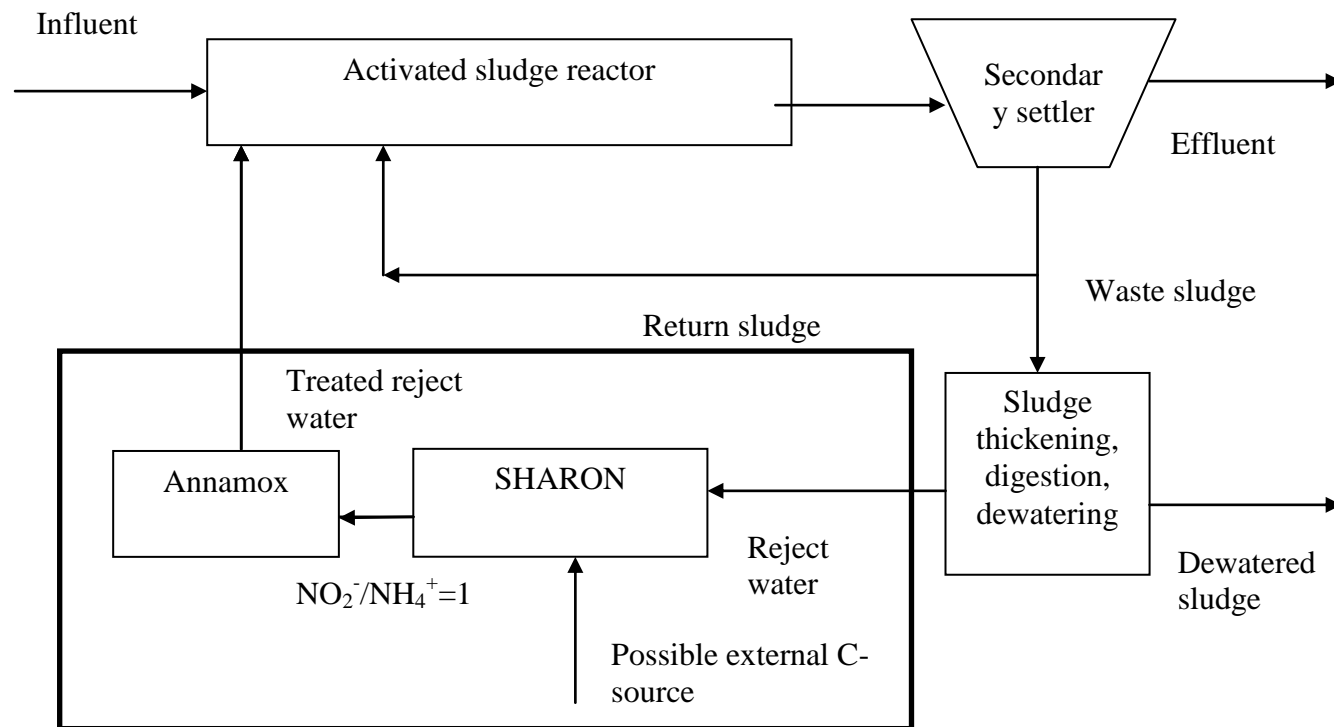 Influent
Activated sludge reactor
Secondar
y settler
Effluent
Waste sludge
Return sludge
Treated reject
water
Sludge
thickening,
digestion,
dewatering
Annamox
SHARON
Reject
water
Dewatered
sludge
NO₂⁻/NH₄⁺=1
Possible external C-
source